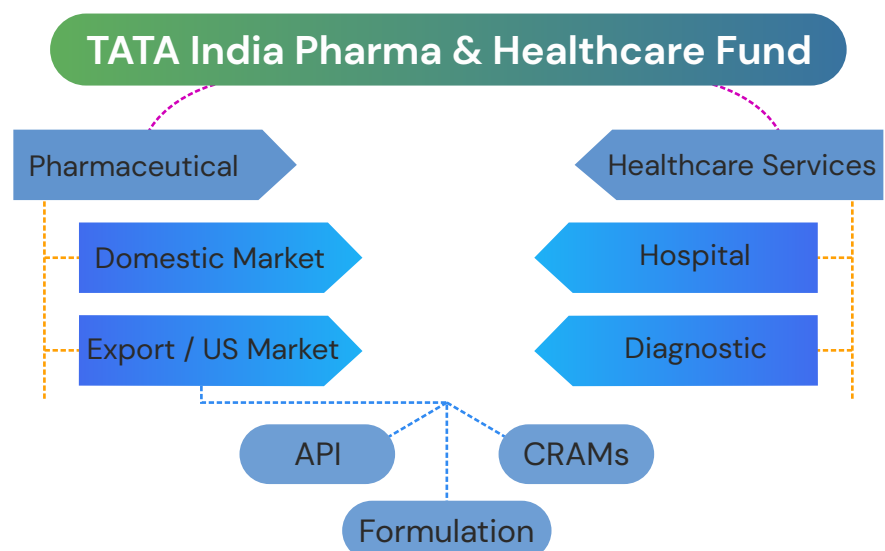 TATA India Pharma & Healthcare Fund
Pharmaceutical
Healthcare Services
Domestic Market
Hospital
Export / US Market
Diagnostic
API
CRAMs
Formulation